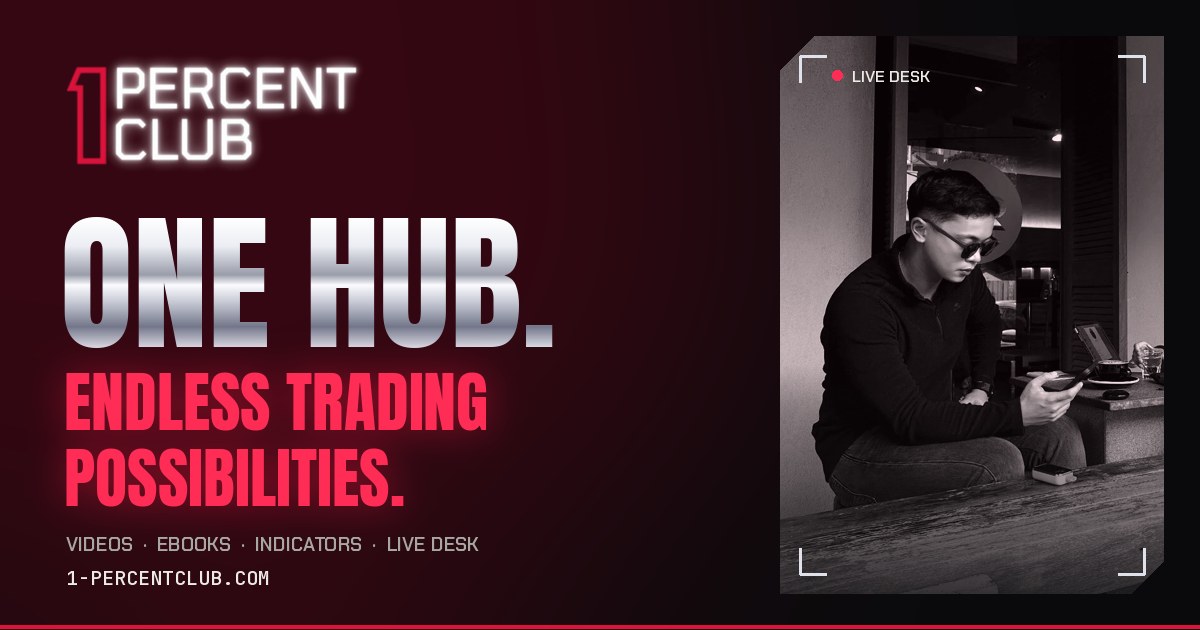 1 PERCENT
CLUB
LIVE DESK
ONE HUB.
ENDLESS TRADING
POSSIBILITIES.
VIDEOS · EBOOKS · INDICATORS · LIVE DESK
1-PERCENTCLUB.COM